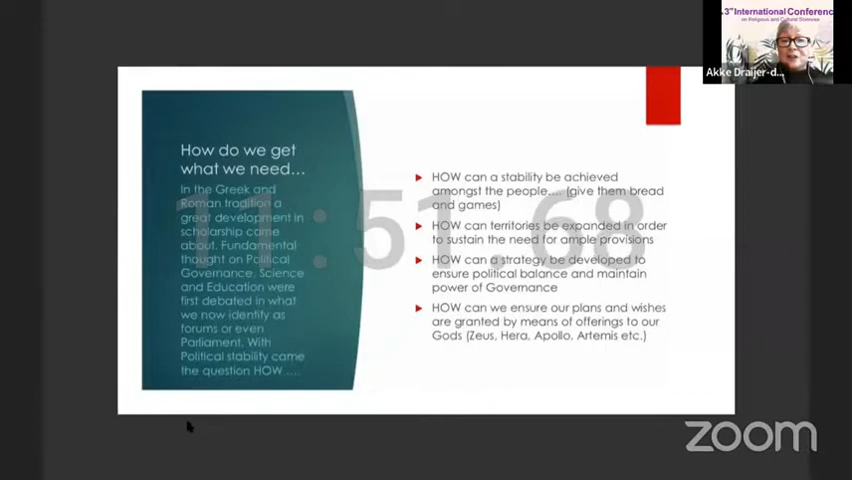 3rd International Conference
on Religious and Cultural Sciences
Akke Draijer-d...
How do we get
what we need...
In the Greek and
Roman tradition a
great development in
scholarship came
about. Fundamental
thought on Political
Governance, Science
and Education were
first debated in what
we now identify as
forums or even
Parliament. With
Political stability came
the question HOW ....
HOW can a stability be achieved
amongst the people.... (give them bread
and games)
HOW can territories be expanded in order
to sustain the need for ample provisions
HOW can a strategy be developed to
ensure political balance and maintain
power of Governance
HOW can we ensure our plans and wishes
are granted by means of offerings to our
Gods (Zeus, Hera, Apollo, Artemis etc.)
11:51.68
zoom